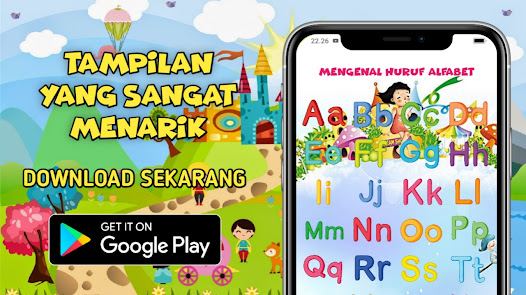 TAMPILAN
YANG SANGAT
MENARIK
DOWNLOAD SEKARANG
GET IT ON
Google Play
22.26
MENGENAL HURUF ALFABET
Aa Bb Cc Dd
Ee Ff Gg Hh
Ii Jj Kk Ll
Mm Nn Oo Pp
Qq Rr Ss Tt